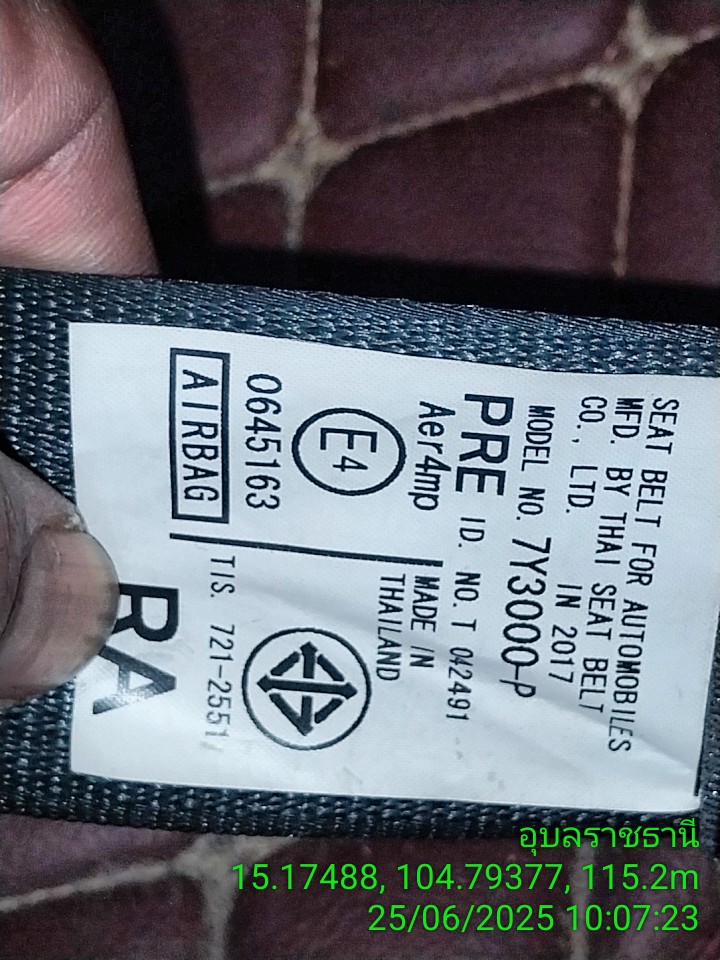 SEAT BELT FOR AUTOMOBILES
MFD. BY THAI SEAT BELT
CO., LTD. IN 2017
MODEL NO. 7Y3000-P
PRE ID. NO. T 042491
Aer4mp
E4
0645163
AIRBAG
MADE IN
THAILAND
TIS. 721-2551
RA
อุบลราชธานี
15.17488, 104.79377, 115.2m
25/06/2025 10:07:23